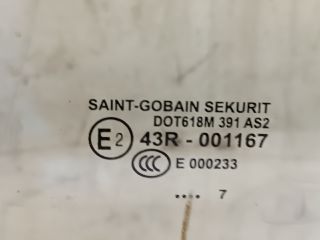 SAINT-GOBAIN SEKURIT
DOT618M 391 AS2
E2 43R - 001167
CCC E 000233
.... 7